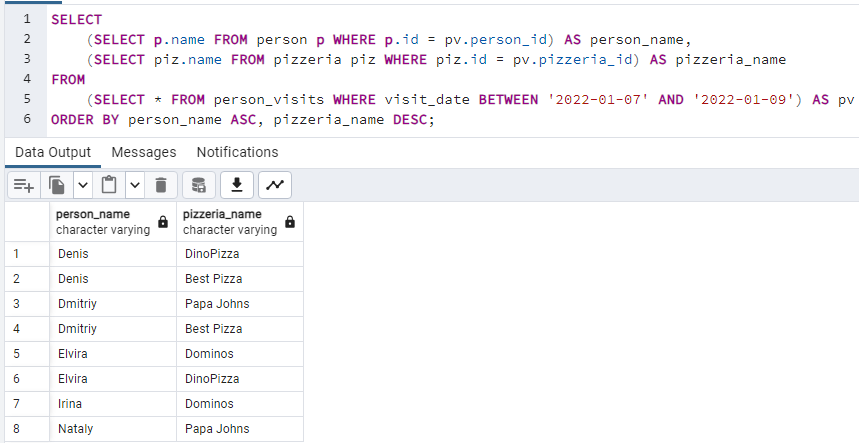 1 SELECT
2 (SELECT p.name FROM person p WHERE p.id = pv.person_id) AS person_name,
3 (SELECT piz.name FROM pizzeria piz WHERE piz.id = pv.pizzeria_id) AS pizzeria_name
4 FROM
5 (SELECT * FROM person_visits WHERE visit_date BETWEEN '2022-01-07' AND '2022-01-09') AS pv
6 ORDER BY person_name ASC, pizzeria_name DESC;
Data Output Messages Notifications
person_name pizzeria_name
character varying character varying
1 Denis DinoPizza
2 Denis Best Pizza
3 Dmitriy Papa Johns
4 Dmitriy Best Pizza
5 Elvira Dominos
6 Elvira DinoPizza
7 Irina Dominos
8 Nataly Papa Johns